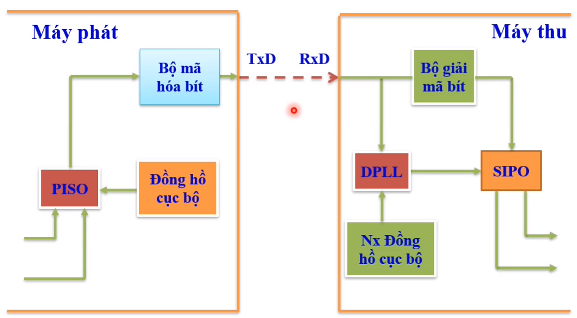 Máy phát
Máy thu
Bộ mã
hóa bít
TxD
RxD
Bộ giải
mã bít
PISO
Đồng hồ
cục bộ
DPLL
SIPO
Nx Đồng
hồ cục bộ